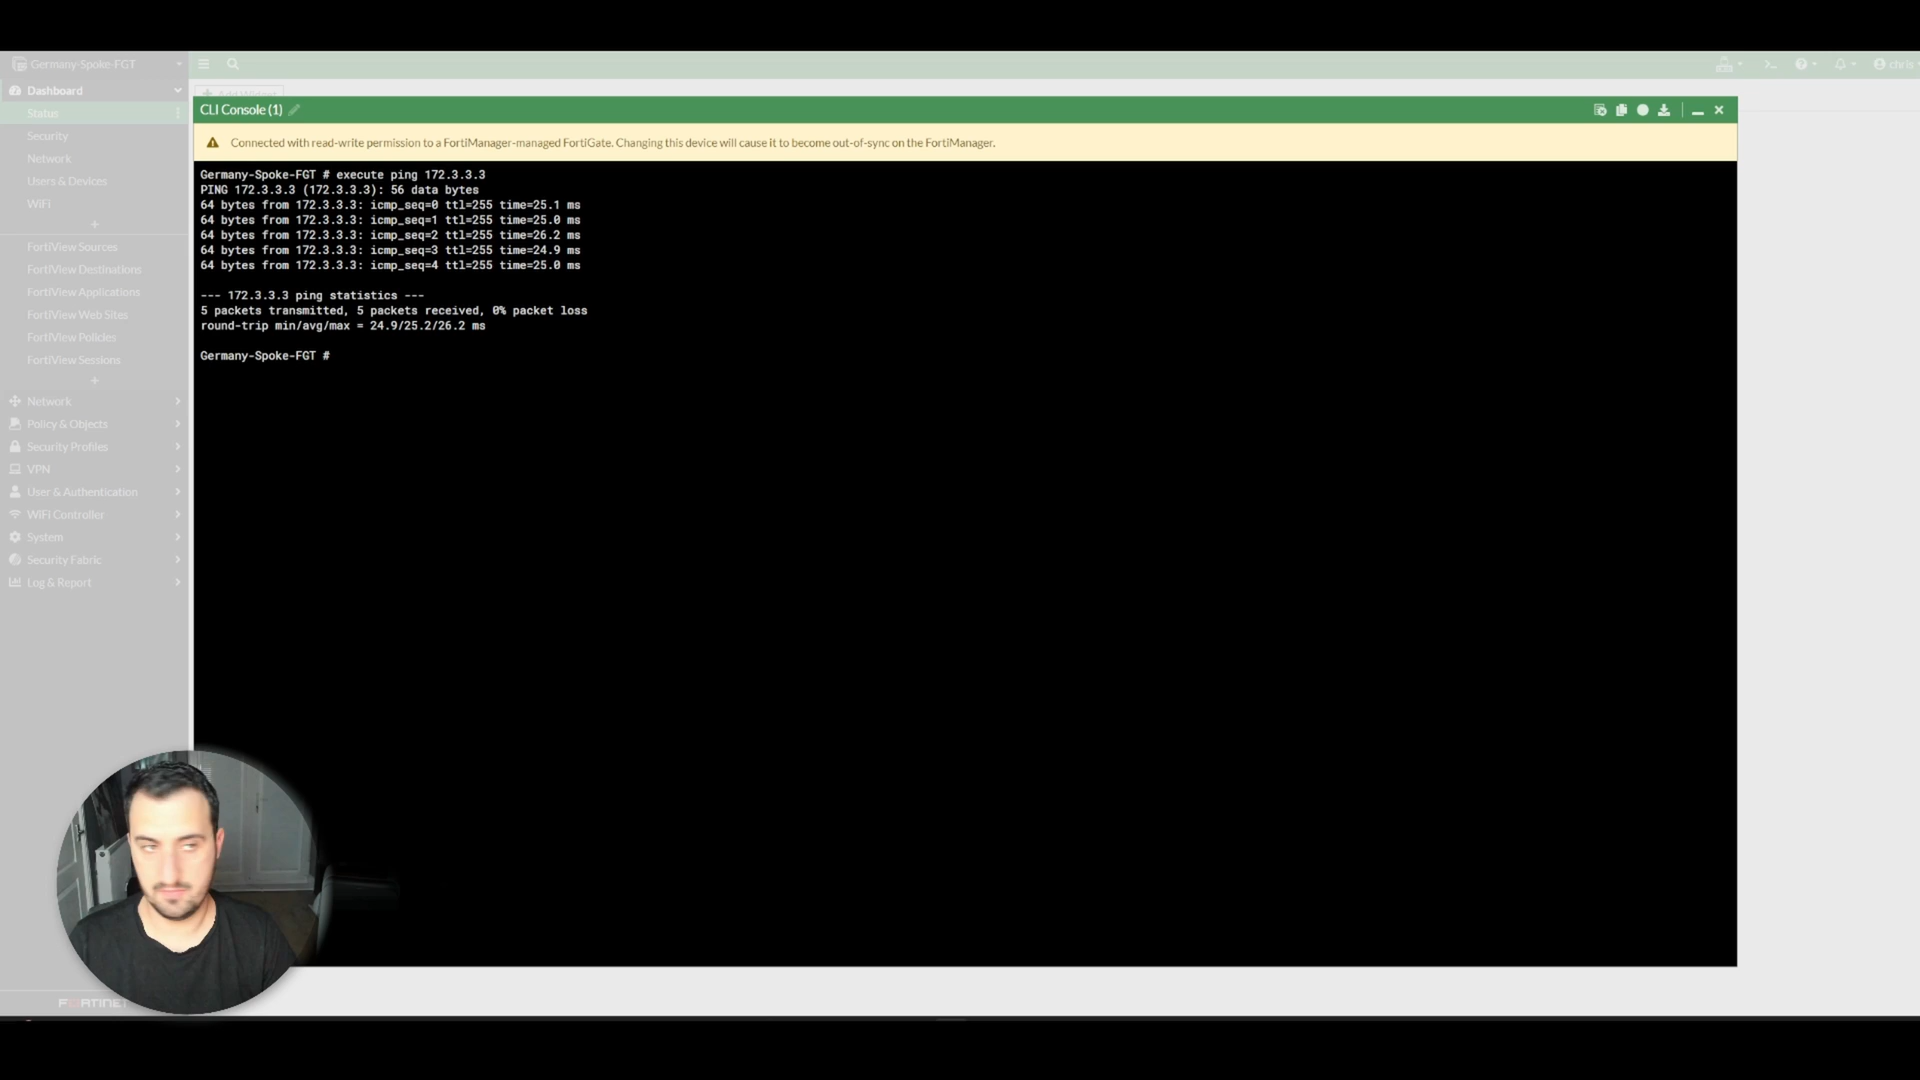 Germany-Spoke-FGT
chris
Dashboard
Add Widget
Status
CLI Console (1)
Security
Connected with read-write permission to a FortiManager-managed FortiGate. Changing this device will cause it to become out-of-sync on the FortiManager.
Network
Users & Devices
WiFi
FortiView Sources
FortiView Destinations
FortiView Applications
FortiView Web Sites
FortiView Policies
FortiView Sessions
Network
Policy & Objects
Security Profiles
VPN
User & Authentication
WiFi Controller
System
Security Fabric
Log & Report
Germany-Spoke-FGT # execute ping 172.3.3.3
PING 172.3.3.3 (172.3.3.3): 56 data bytes
64 bytes from 172.3.3.3: icmp_seq=0 ttl=255 time=25.1 ms
64 bytes from 172.3.3.3: icmp_seq=1 ttl=255 time=25.0 ms
64 bytes from 172.3.3.3: icmp_seq=2 ttl=255 time=26.2 ms
64 bytes from 172.3.3.3: icmp_seq=3 ttl=255 time=24.9 ms
64 bytes from 172.3.3.3: icmp_seq=4 ttl=255 time=25.0 ms
--- 172.3.3.3 ping statistics ---
5 packets transmitted, 5 packets received, 0% packet loss
round-trip min/avg/max = 24.9/25.2/26.2 ms
Germany-Spoke-FGT #
FORTINET